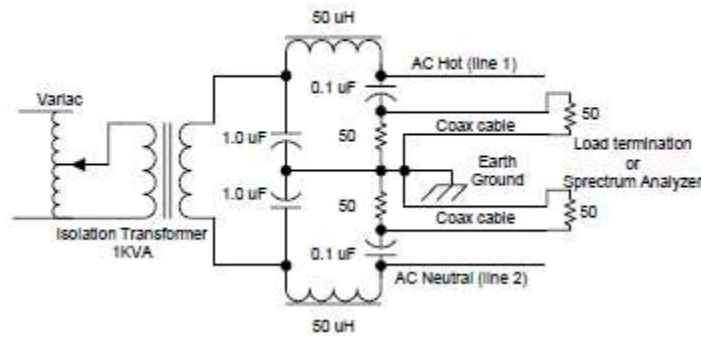 50 uH
AC Hot (line 1)
0.1 uF
Variac
50
Coax cable
1.0 uF
50
Load termination
or
Sprectrum Analyzer
Earth
Ground
1.0 uF
50
50
Coax cable
Isolation Transformer
1KVA
0.1 uF
AC Neutral (line 2)
50 uH